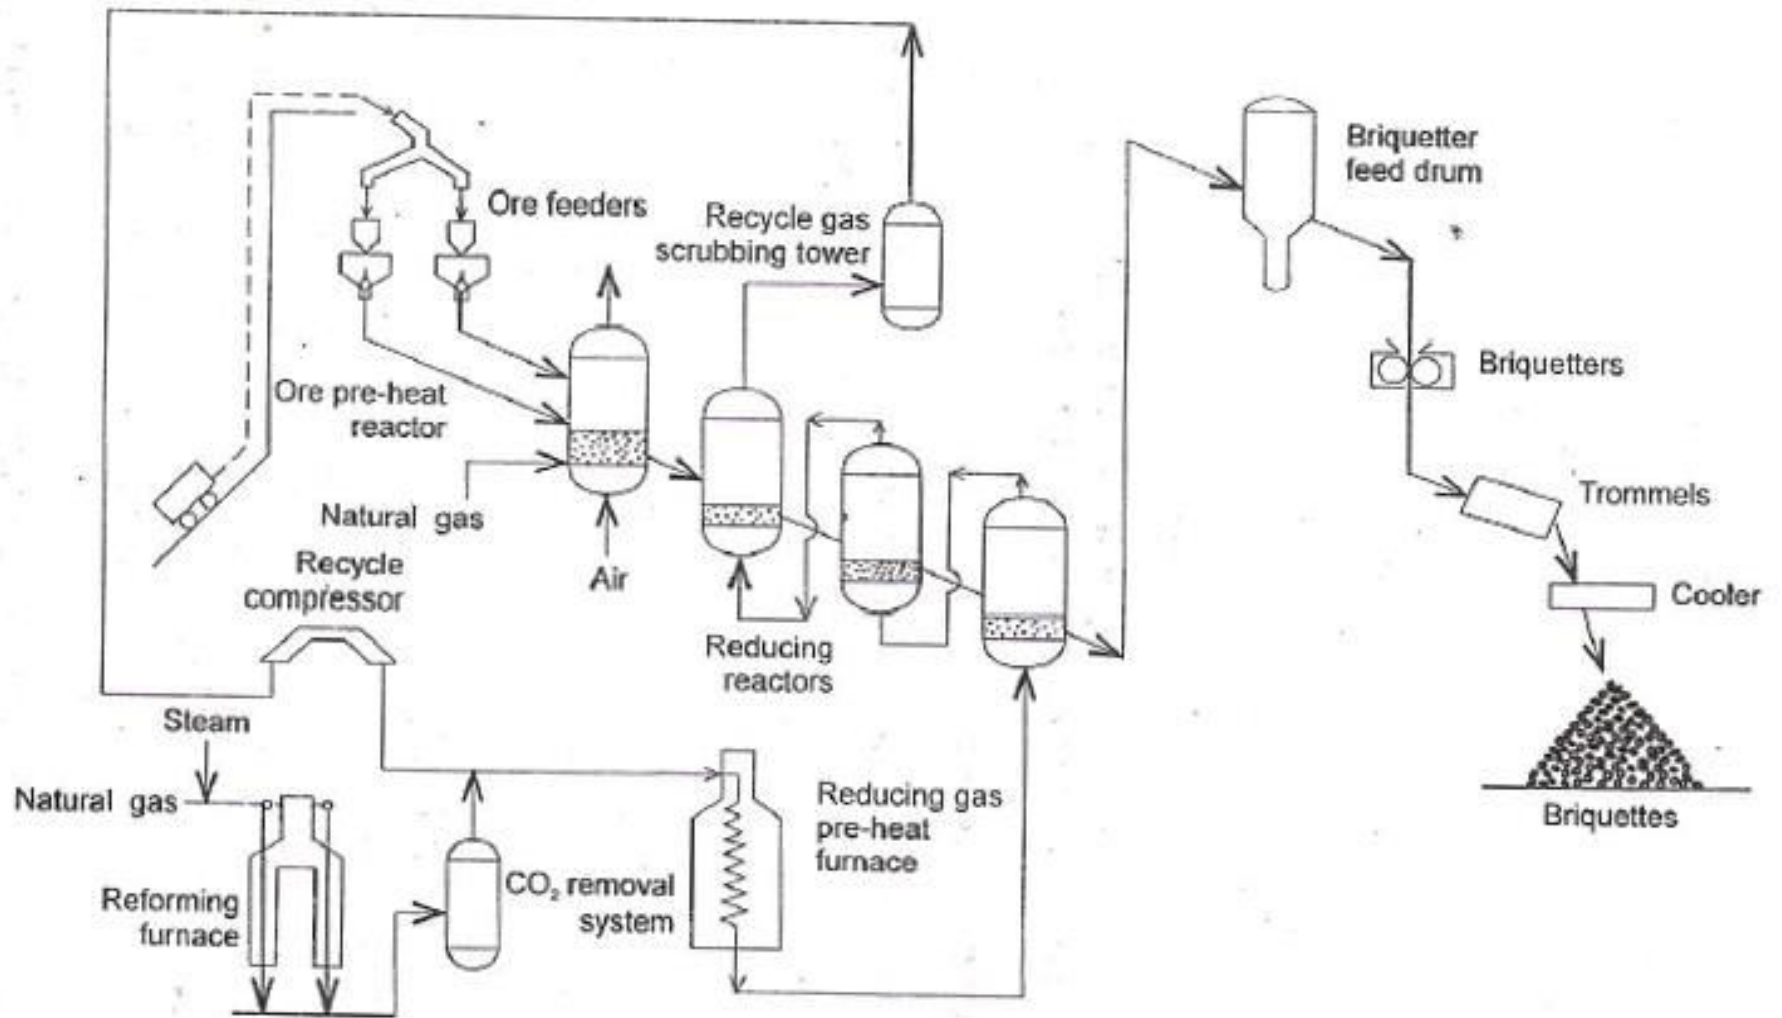 Briquetter
feed drum
Ore feeders
Recycle gas
scrubbing tower
Briquetters
Ore pre-heat
reactor
Trommels
Natural gas
Air
Recycle
compressor
Cooler
Reducing
reactors
Steam
Natural gas
Reducing gas
pre-heat
furnace
Briquettes
CO₂ removal
system
Reforming
furnace